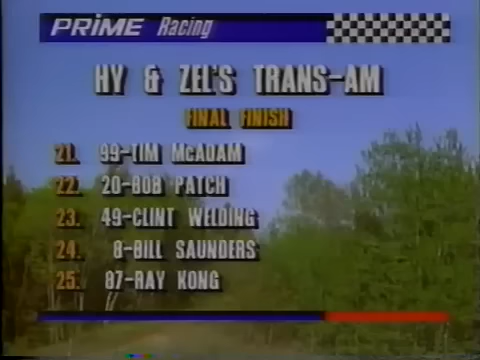 PRiME Racing
HY & ZEL'S TRANS-AM
FINAL FINISH
21. 99-TIM McADAM
22. 20-BOB PATCH
23. 49-CLINT WELDING
24. 8-BILL SAUNDERS
25. 87-RAY KONG